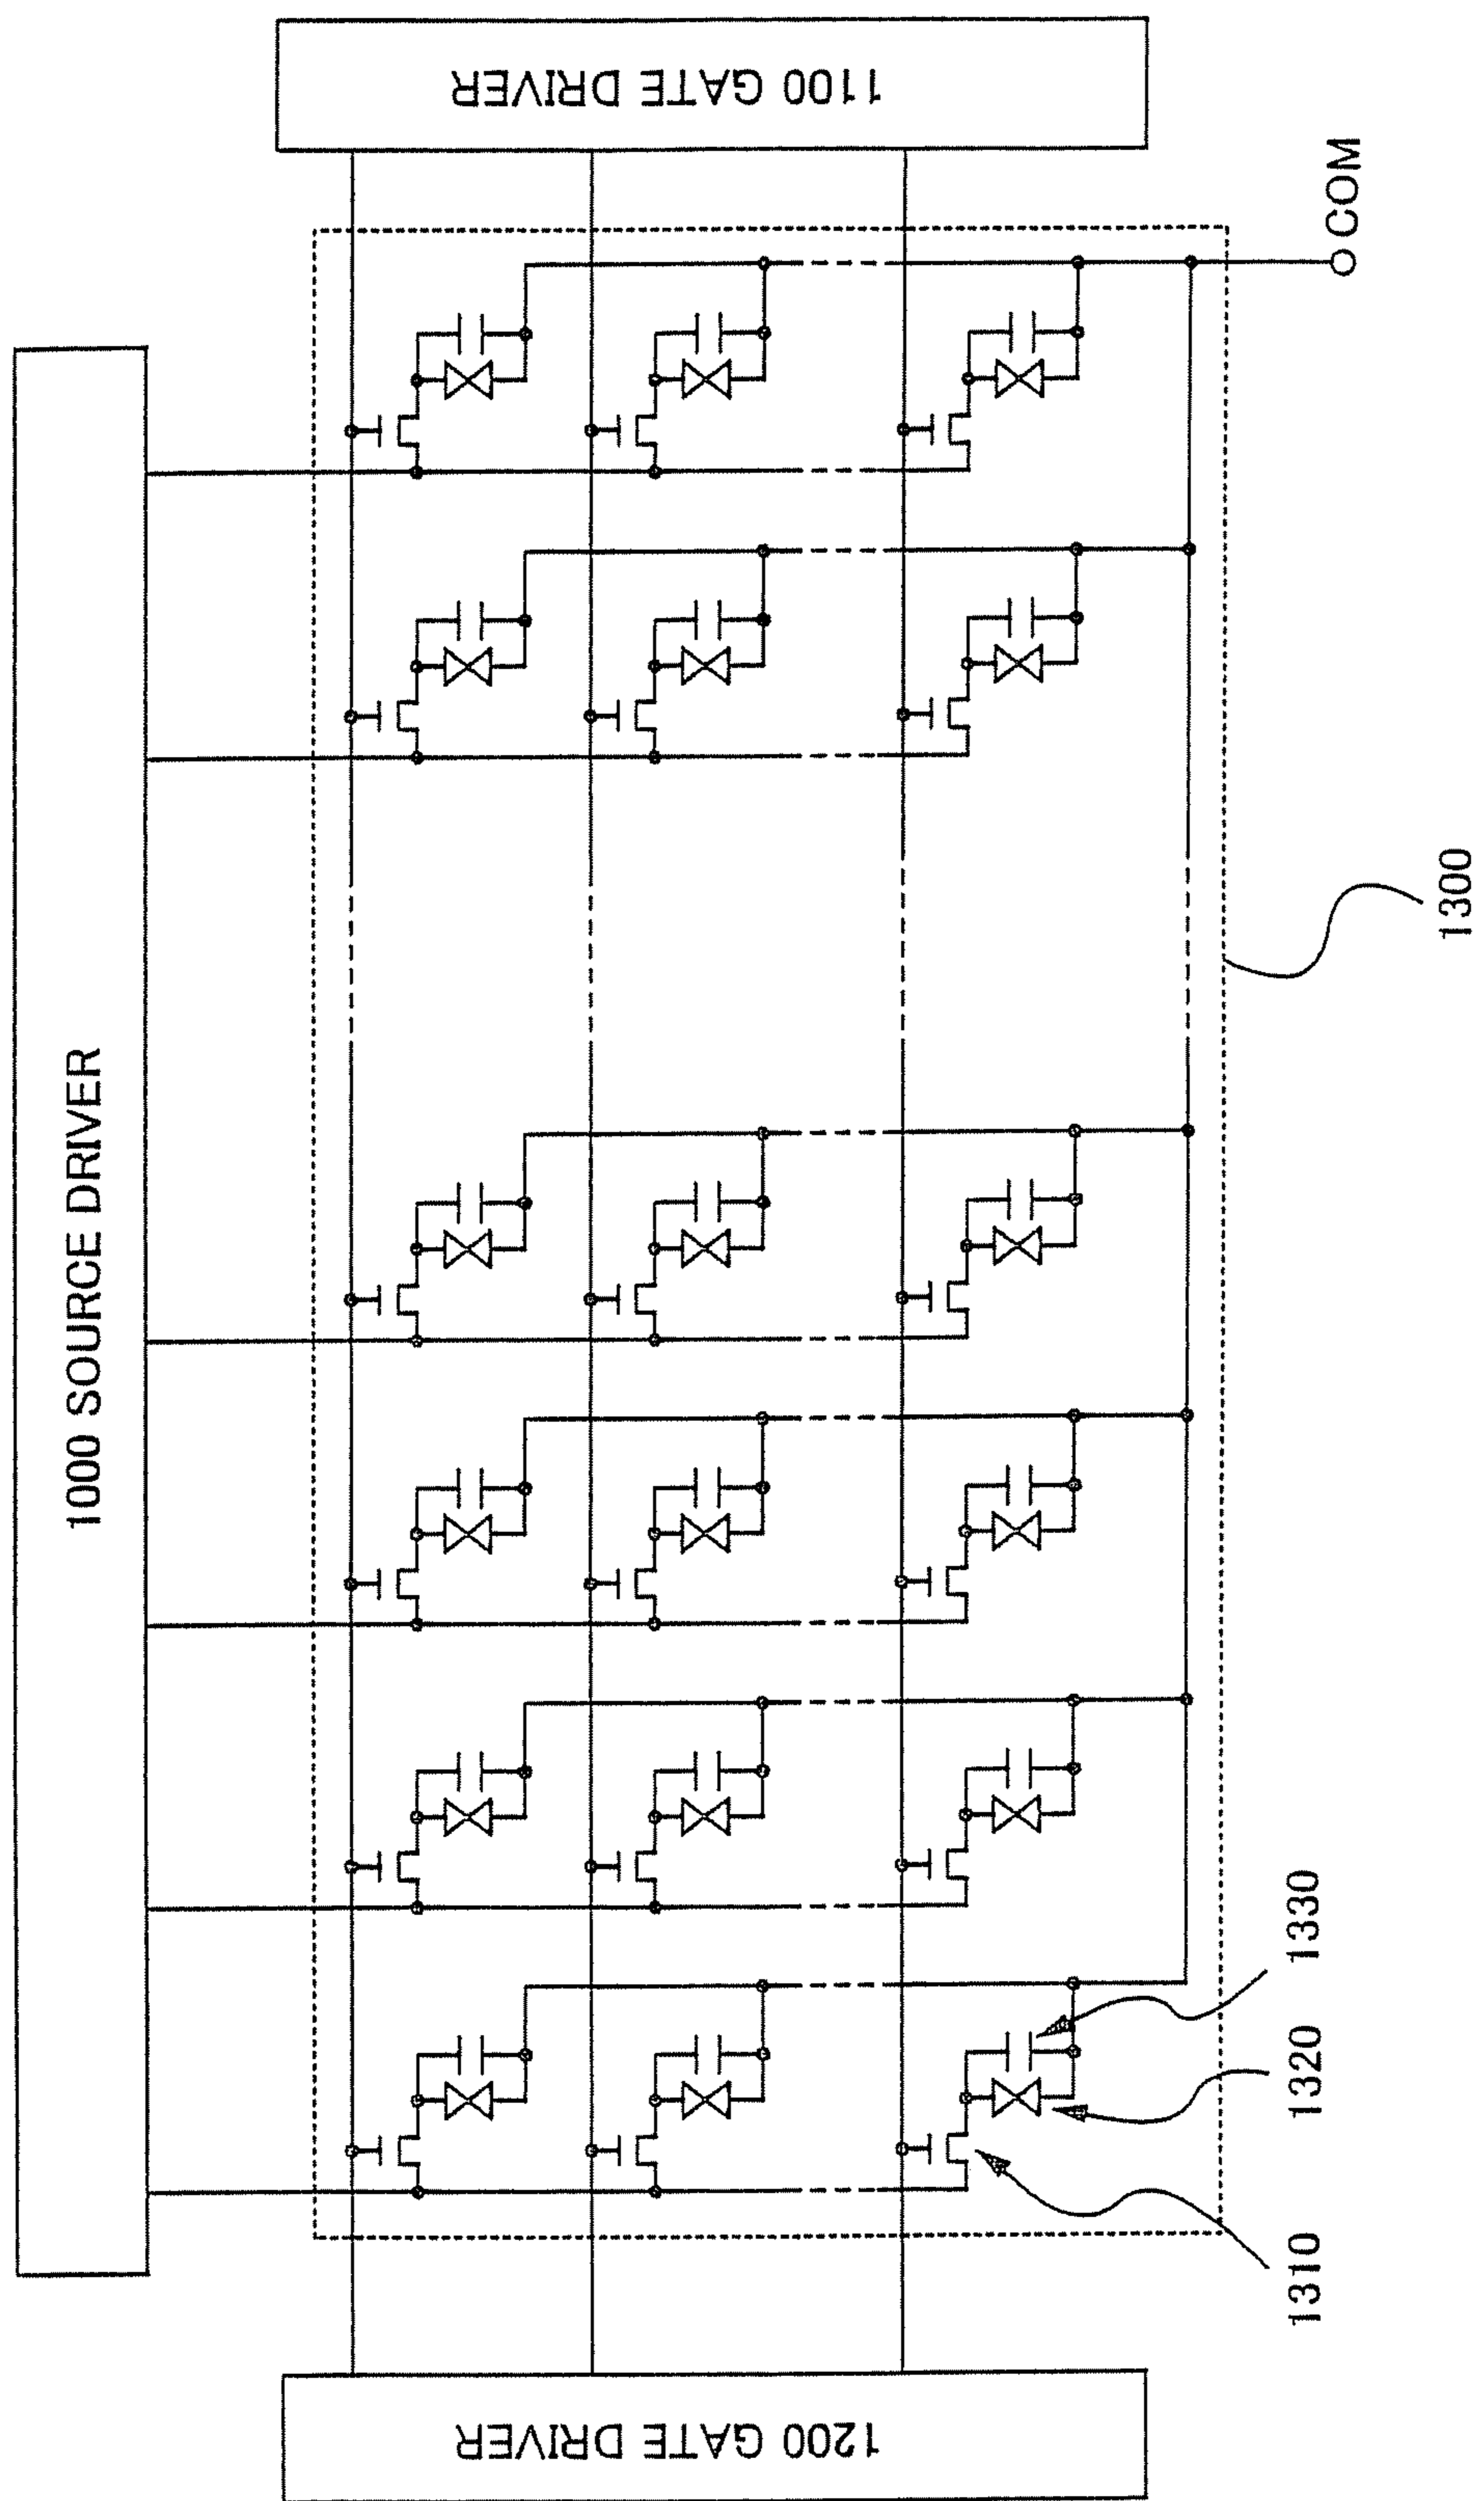 1000 SOURCE DRIVER
1200 GATE DRIVER
1100 GATE DRIVER
1310
1320
1330
1300
COM